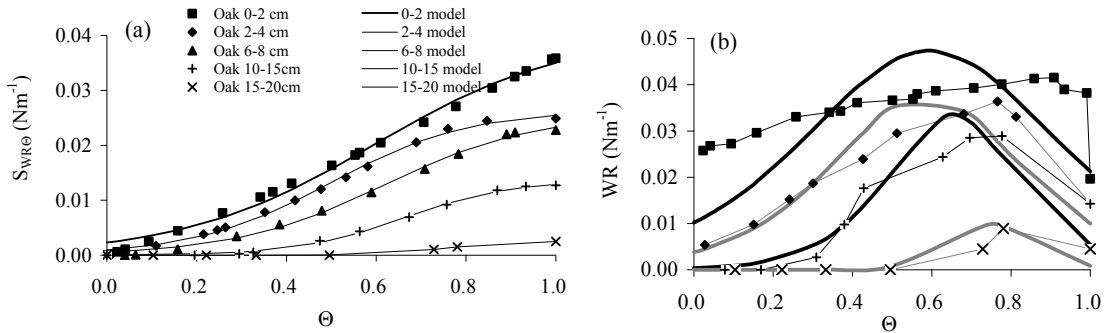 (a)
Oak 0-2 cm
Oak 2-4 cm
Oak 6-8 cm
Oak 10-15cm
Oak 15-20cm
0-2 model
2-4 model
6-8 model
10-15 model
15-20 model
S_WRΘ (Nm⁻¹)
0.04
0.03
0.02
0.01
0.00
0.0 0.2 0.4 0.6 0.8 1.0
Θ
(b)
WR (Nm⁻¹)
0.05
0.04
0.03
0.02
0.01
0.00
0.0 0.2 0.4 0.6 0.8 1.0
Θ